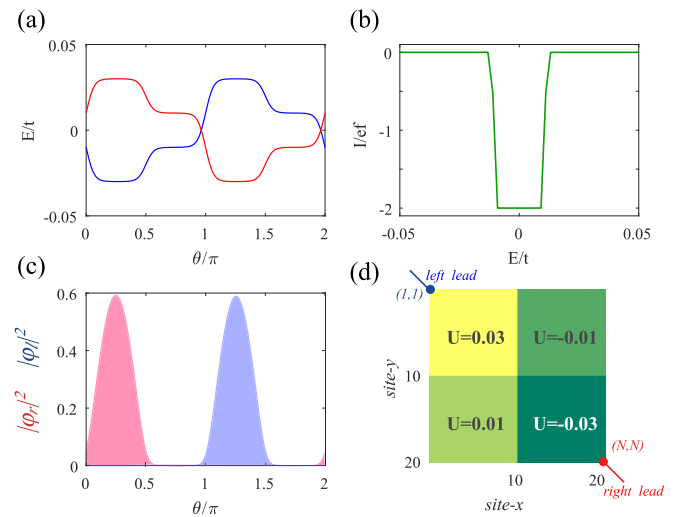 (a)
0.05
0
-0.05
E/t
0
0.5
1
1.5
2
θ/π
(b)
0
-1
-2
I/ef
-0.05
0
0.05
E/t
(c)
0.6
0.4
0.2
0
|φr|² |φl|²
0
0.5
1
1.5
2
θ/π
(d)
left lead
(1,1)
U=0.03
U=-0.01
10
site-y
U=0.01
U=-0.03
(N,N)
20
10
20
right lead
site-x